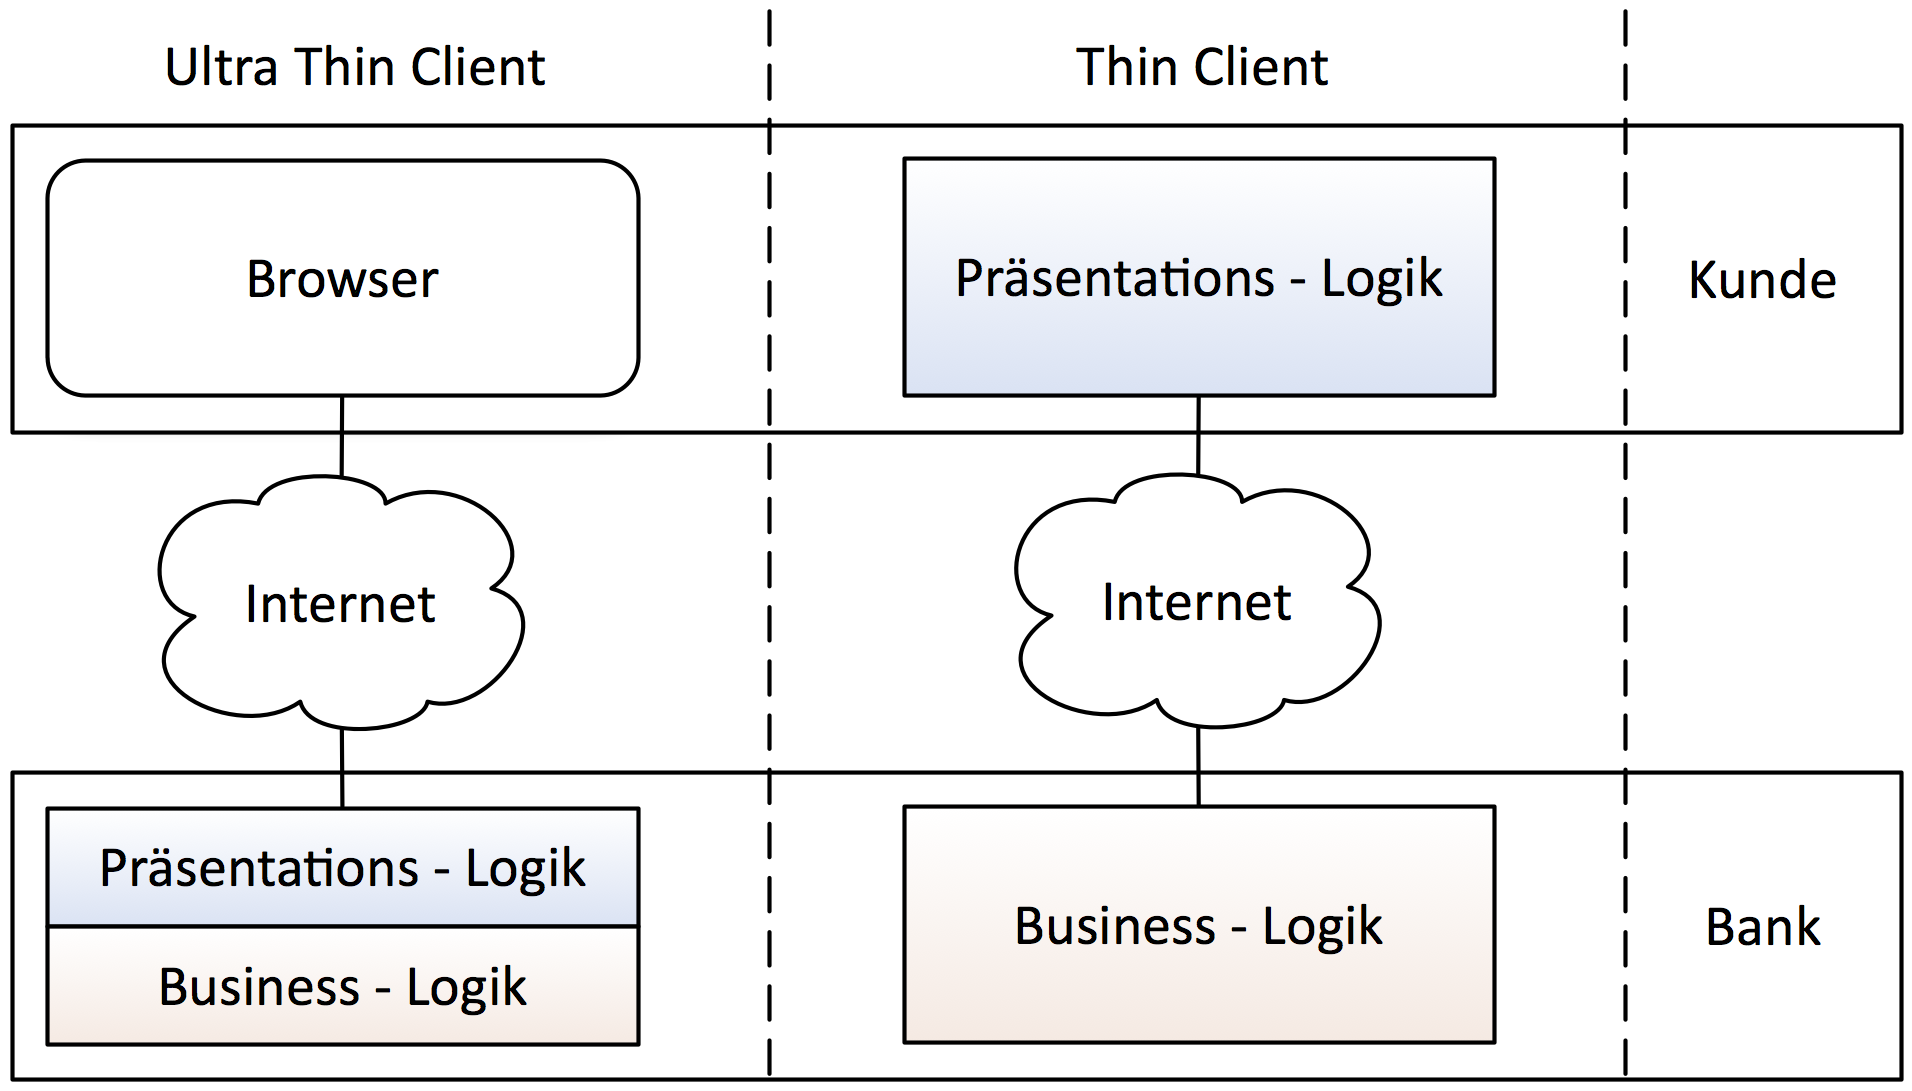 Ultra Thin Client
Thin Client
Browser
Präsentations - Logik
Kunde
Internet
Internet
Präsentations - Logik
Business - Logik
Business - Logik
Bank